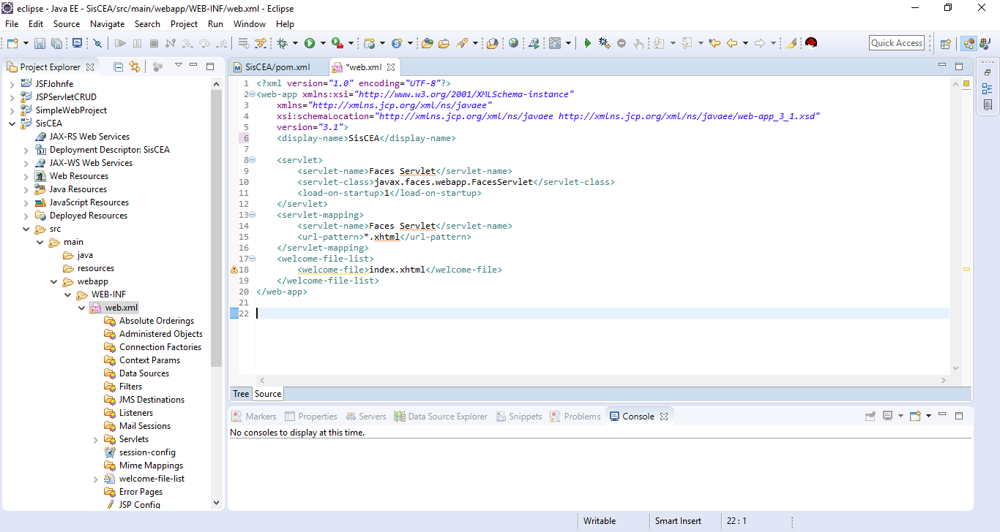 eclipse - Java EE - SisCEA/src/main/webapp/WEB-INF/web.xml - Eclipse
File Edit Source Navigate Search Project Run Window Help
Quick Access
Project Explorer
JSFJohnfe
JSPServletCRUD
SimpleWebProject
SisCEA
JAX-RS Web Services
Deployment Descriptor: SisCEA
JAX-WS Web Services
Web Resources
Java Resources
JavaScript Resources
Deployed Resources
src
main
java
resources
webapp
WEB-INF
web.xml
Absolute Orderings
Administered Objects
Connection Factories
Context Params
Data Sources
Filters
JMS Destinations
Listeners
Mail Sessions
Servlets
session-config
Mime Mappings
welcome-file-list
Error Pages
JSP Config
SisCEA/pom.xml *web.xml
1 <?xml version="1.0" encoding="UTF-8"?>
2 <web-app xmlns:xsi="http://www.w3.org/2001/XMLSchema-instance"
3 xmlns="http://xmlns.jcp.org/xml/ns/javaee"
4 xsi:schemaLocation="http://xmlns.jcp.org/xml/ns/javaee http://xmlns.jcp.org/xml/ns/javaee/web-app_3_1.xsd"
5 version="3.1">
6 <display-name>SisCEA</display-name>
7
8 <servlet>
9 <servlet-name>Faces Servlet</servlet-name>
10 <servlet-class>javax.faces.webapp.FacesServlet</servlet-class>
11 <load-on-startup>1</load-on-startup>
12 </servlet>
13 <servlet-mapping>
14 <servlet-name>Faces Servlet</servlet-name>
15 <url-pattern>*.xhtml</url-pattern>
16 </servlet-mapping>
17 <welcome-file-list>
18 <welcome-file>index.xhtml</welcome-file>
19 </welcome-file-list>
20 </web-app>
21
22
Tree Source
Markers Properties Servers Data Source Explorer Snippets Problems Console
No consoles to display at this time.
Writable Smart Insert 22 : 1